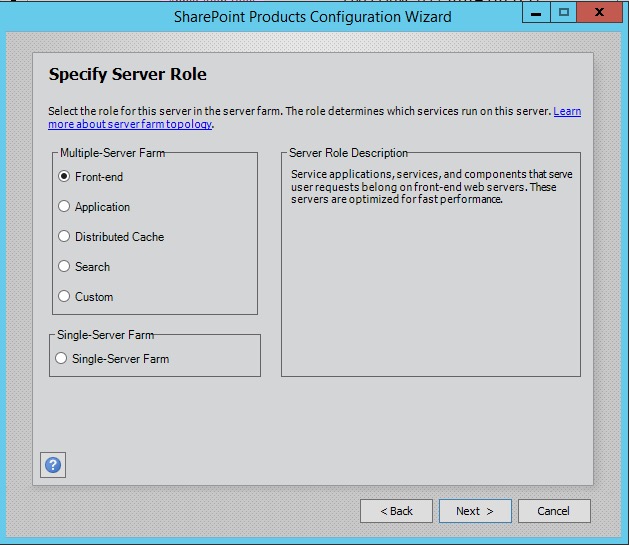 SharePoint Products Configuration Wizard
Specify Server Role
Select the role for this server in the server farm. The role determines which services run on this server. Learn
more about server farm topology.
Multiple-Server Farm
Front-end
Application
Distributed Cache
Search
Custom
Single-Server Farm
Single-Server Farm
Server Role Description
Service applications, services, and components that serve
user requests belong on front-end web servers. These
servers are optimized for fast performance.
?
< Back
Next >
Cancel